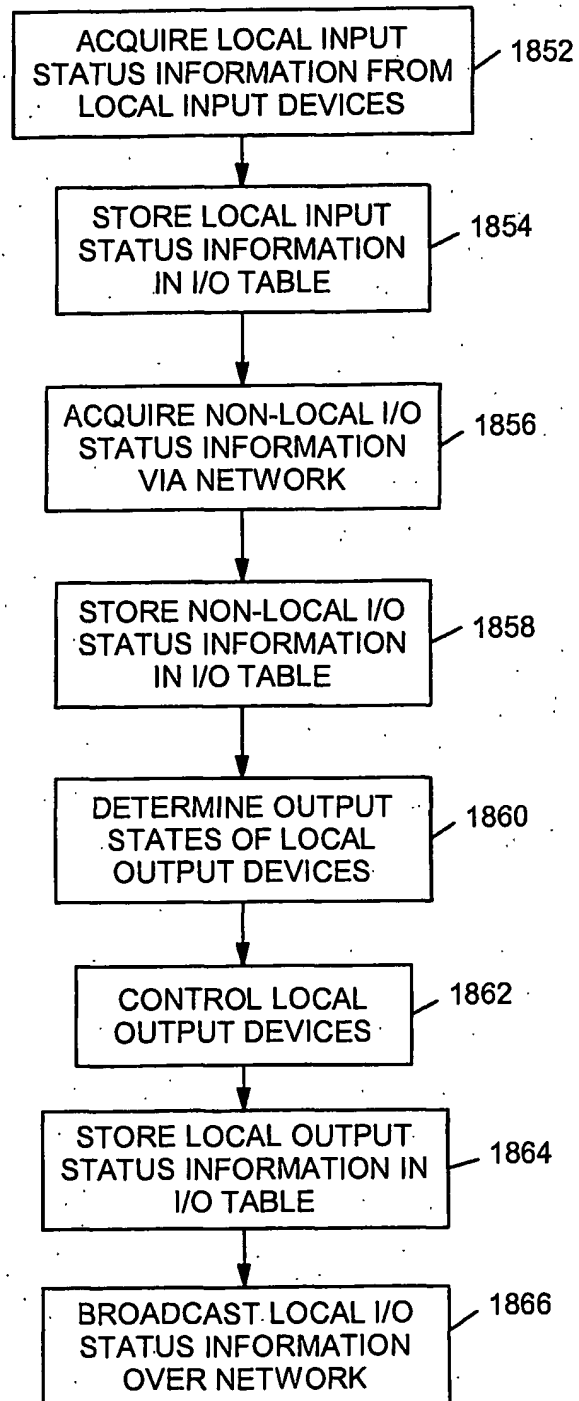 ACQUIRE LOCAL INPUT
STATUS INFORMATION FROM
LOCAL INPUT DEVICES
1852
STORE LOCAL INPUT
STATUS INFORMATION
IN I/O TABLE
1854
ACQUIRE NON-LOCAL I/O
STATUS INFORMATION
VIA NETWORK
1856
STORE NON-LOCAL I/O
STATUS INFORMATION
IN I/O TABLE
1858
DETERMINE OUTPUT
STATES OF LOCAL
OUTPUT DEVICES
1860
CONTROL LOCAL
OUTPUT DEVICES
1862
STORE LOCAL OUTPUT
STATUS INFORMATION IN
I/O TABLE
1864
BROADCAST LOCAL I/O
STATUS INFORMATION
OVER NETWORK
1866